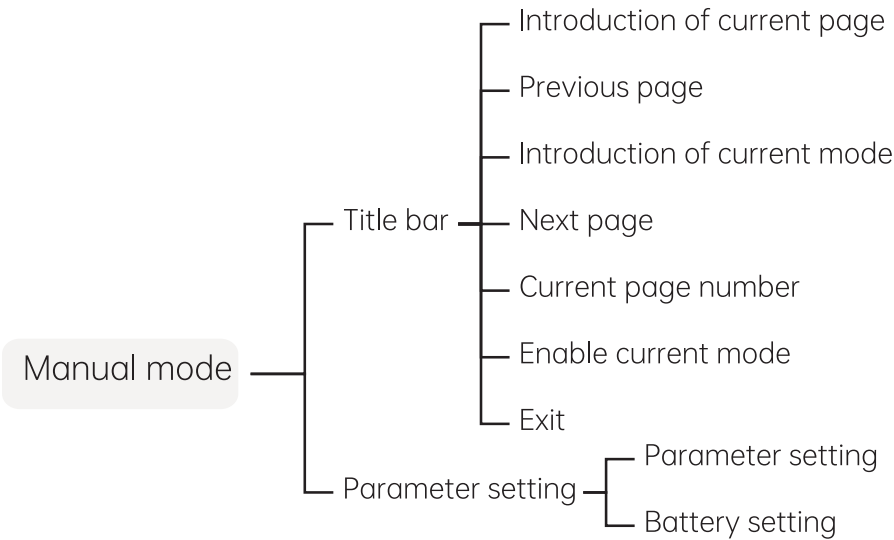 Introduction of current page
Previous page
Introduction of current mode
Title bar
Next page
Current page number
Enable current mode
Manual mode
Exit
Parameter setting
Parameter setting
Battery setting